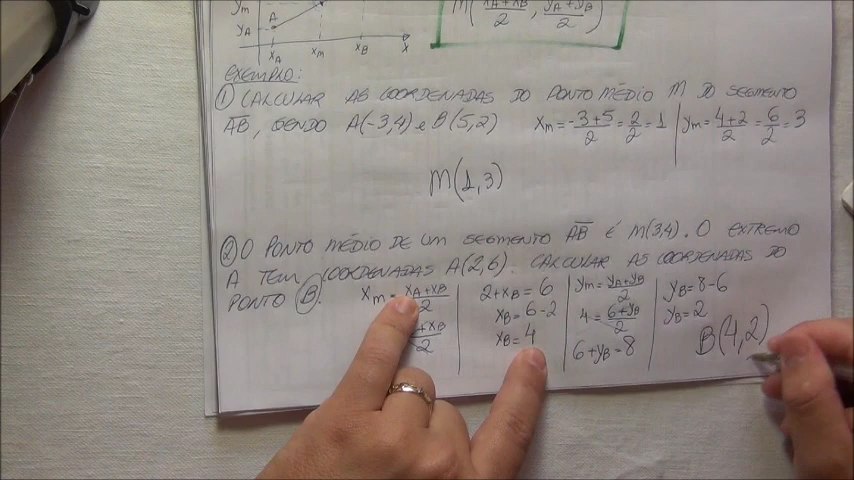 yM
yA A
xA xM xB x
M(xA+xB/2, yA+yB/2)
EXEMPLO:
① CALCULAR AS COORDENADAS DO PONTO MÉDIO M DO SEGMENTO
AB, SENDO A(-3,4) e B(5,2) xm = -3+5/2 = 2/2 = 1 ym = 4+2/2 = 6/2 = 3
M(1,3)
② O PONTO MÉDIO DE UM SEGMENTO AB É M(3,4). O EXTREMO
A TEM COORDENADAS A(2,6). CALCULAR AS COORDENADAS DO
PONTO B.
xm = xA+xB/2
+xB/2
2+xB = 6
xB = 6-2
xB = 4
ym = yA+yB/2
4 = 6+yB/2
6+yB = 8
yB = 8-6
yB = 2
B(4,2)